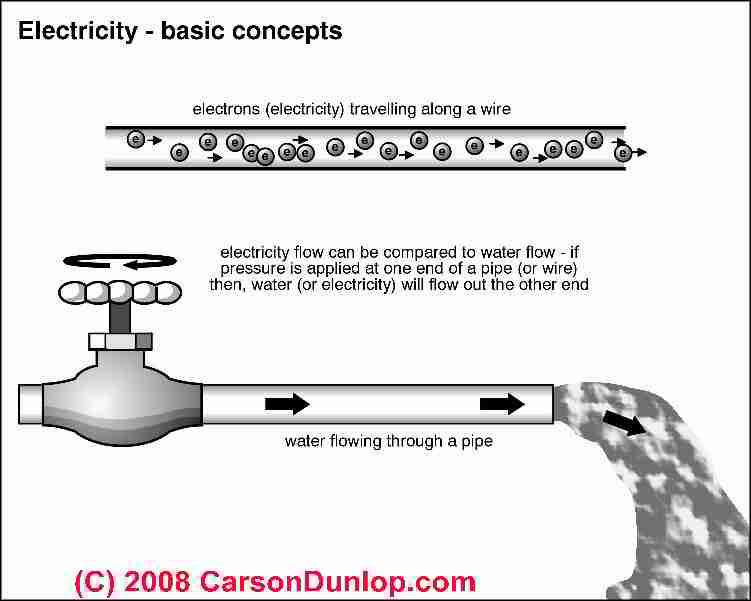 Electricity - basic concepts
electrons (electricity) travelling along a wire
e e e e e e e e e e e e e e e e e e e
electricity flow can be compared to water flow - if
pressure is applied at one end of a pipe (or wire)
then, water (or electricity) will flow out the other end
water flowing through a pipe
(C) 2008 CarsonDunlop.com